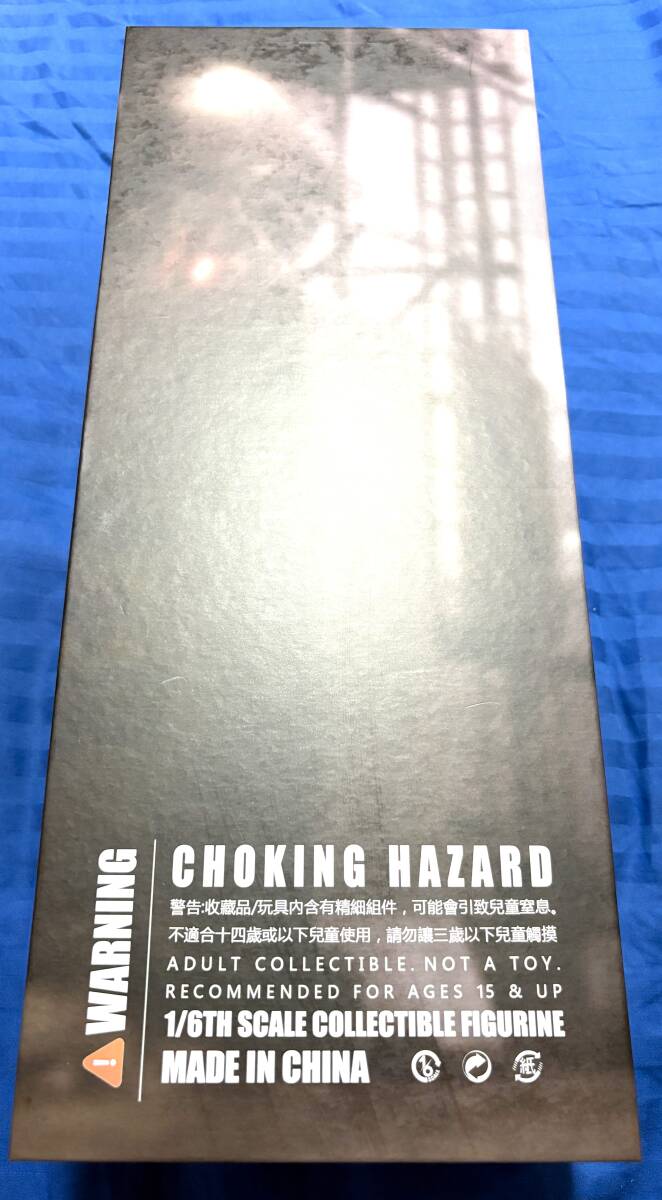 WARNING
CHOKING HAZARD
警告:收藏品/玩具內含有精細組件，可能會引致兒童窒息。
不適合十四歲或以下兒童使用，請勿讓三歲以下兒童觸摸
ADULT COLLECTIBLE. NOT A TOY.
RECOMMENDED FOR AGES 15 & UP
1/6TH SCALE COLLECTIBLE FIGURINE
MADE IN CHINA
紙